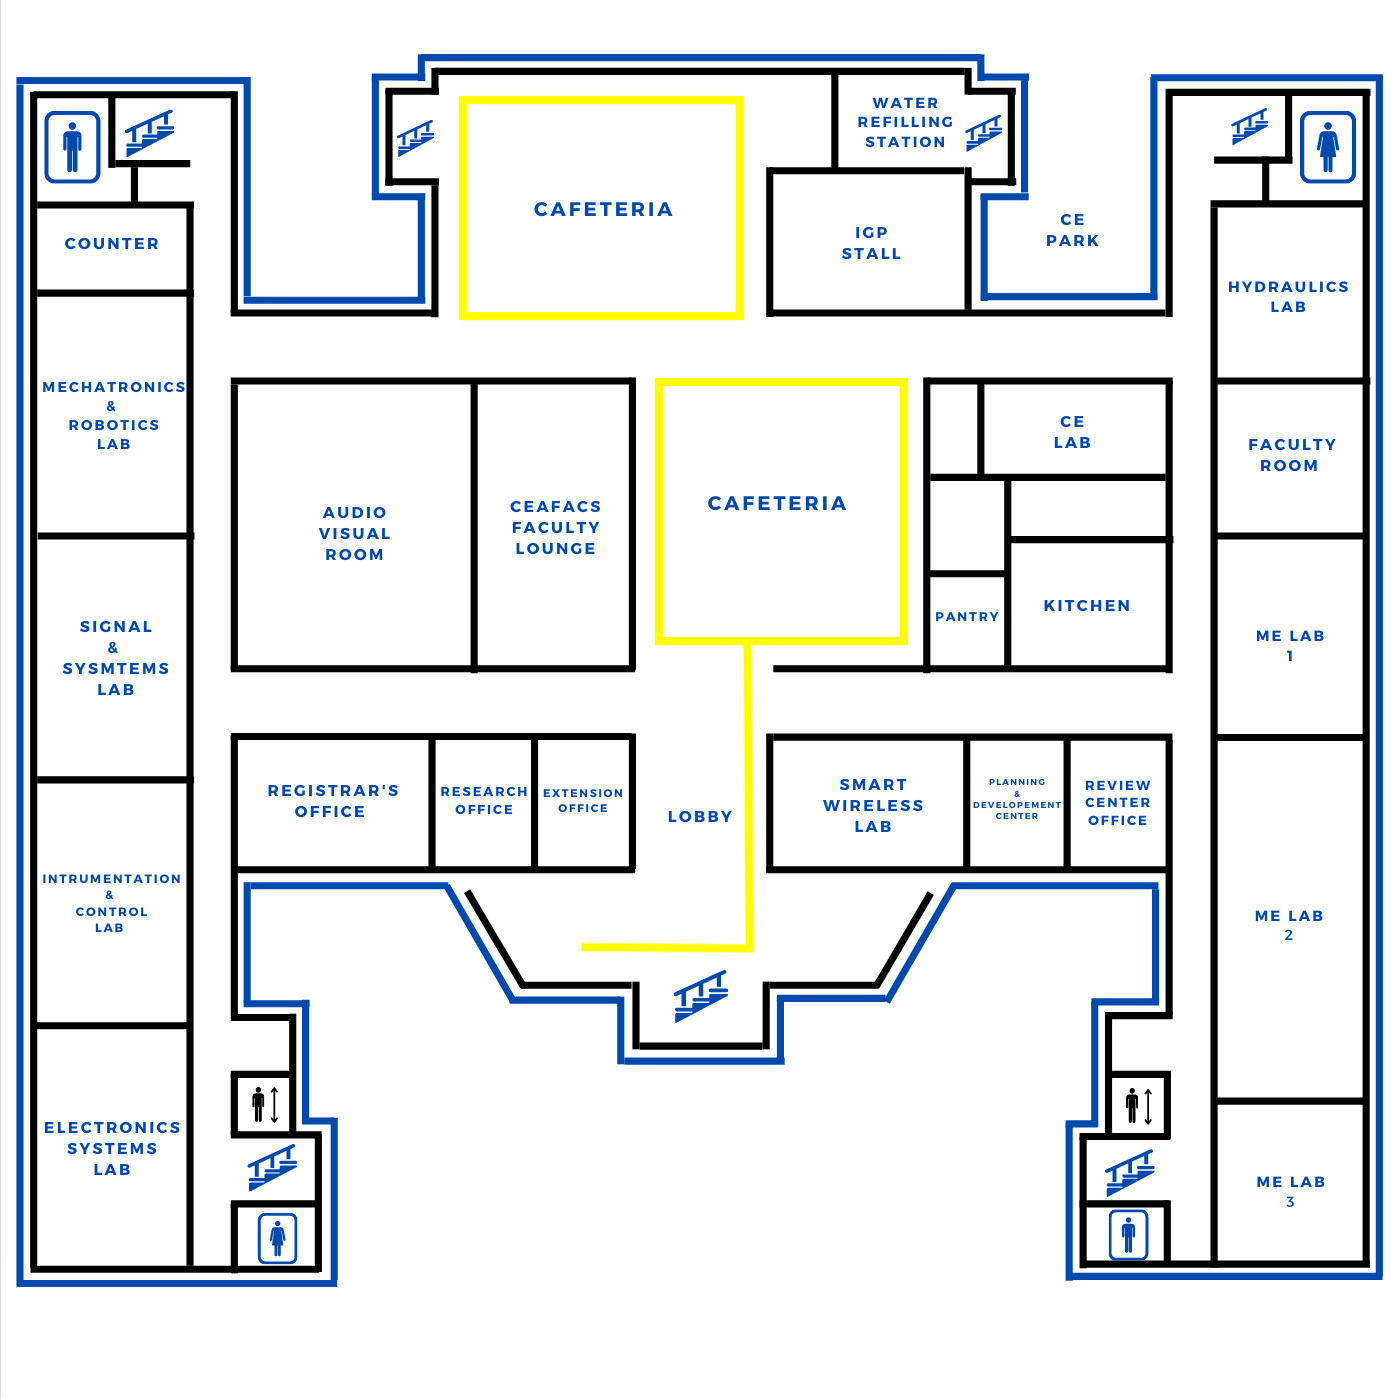 WATER
REFILLING
STATION
CAFETERIA
IGP
STALL
CE
PARK
COUNTER
HYDRAULICS
LAB
MECHATRONICS
&
ROBOTICS
LAB
AUDIO
VISUAL
ROOM
CEAFACS
FACULTY
LOUNGE
CAFETERIA
CE
LAB
FACULTY
ROOM
PANTRY
KITCHEN
SIGNAL
&
SYSMTEMS
LAB
ME LAB
1
REGISTRAR'S
OFFICE
RESEARCH
OFFICE
EXTENSION
OFFICE
LOBBY
SMART
WIRELESS
LAB
PLANNING
&
DEVELOPEMENT
CENTER
REVIEW
CENTER
OFFICE
INTRUMENTATION
&
CONTROL
LAB
ME LAB
2
ELECTRONICS
SYSTEMS
LAB
ME LAB
3